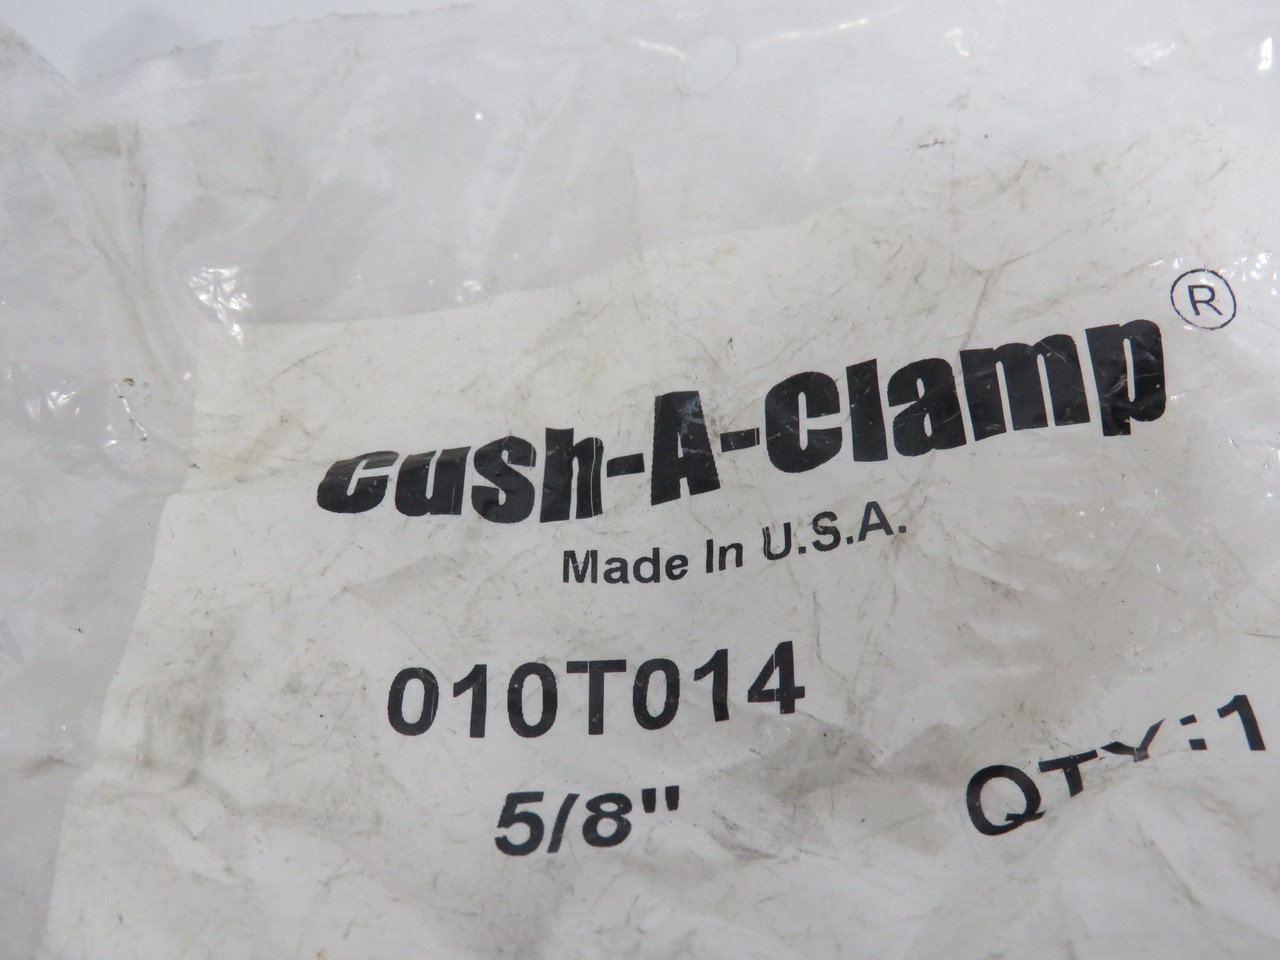 Cush-A-Clamp®
Made In U.S.A.
010T014
5/8"
QTY:1